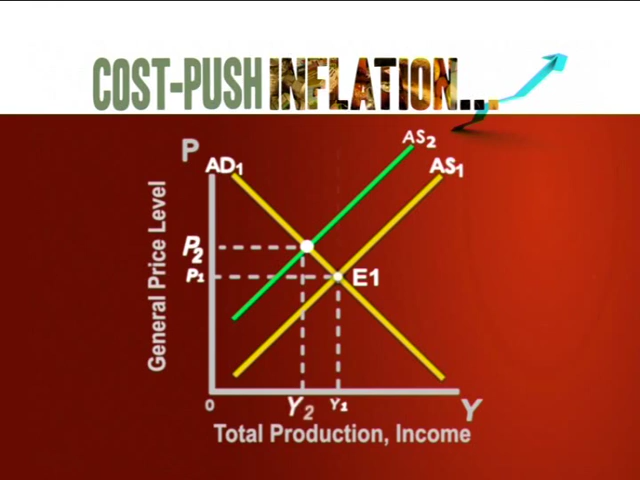 COST-PUSH INFLATION...
P
AS₂
AD₁
AS₁
P₂
P₁
E1
General Price Level
0
Y₂
Y₁
Y
Total Production, Income